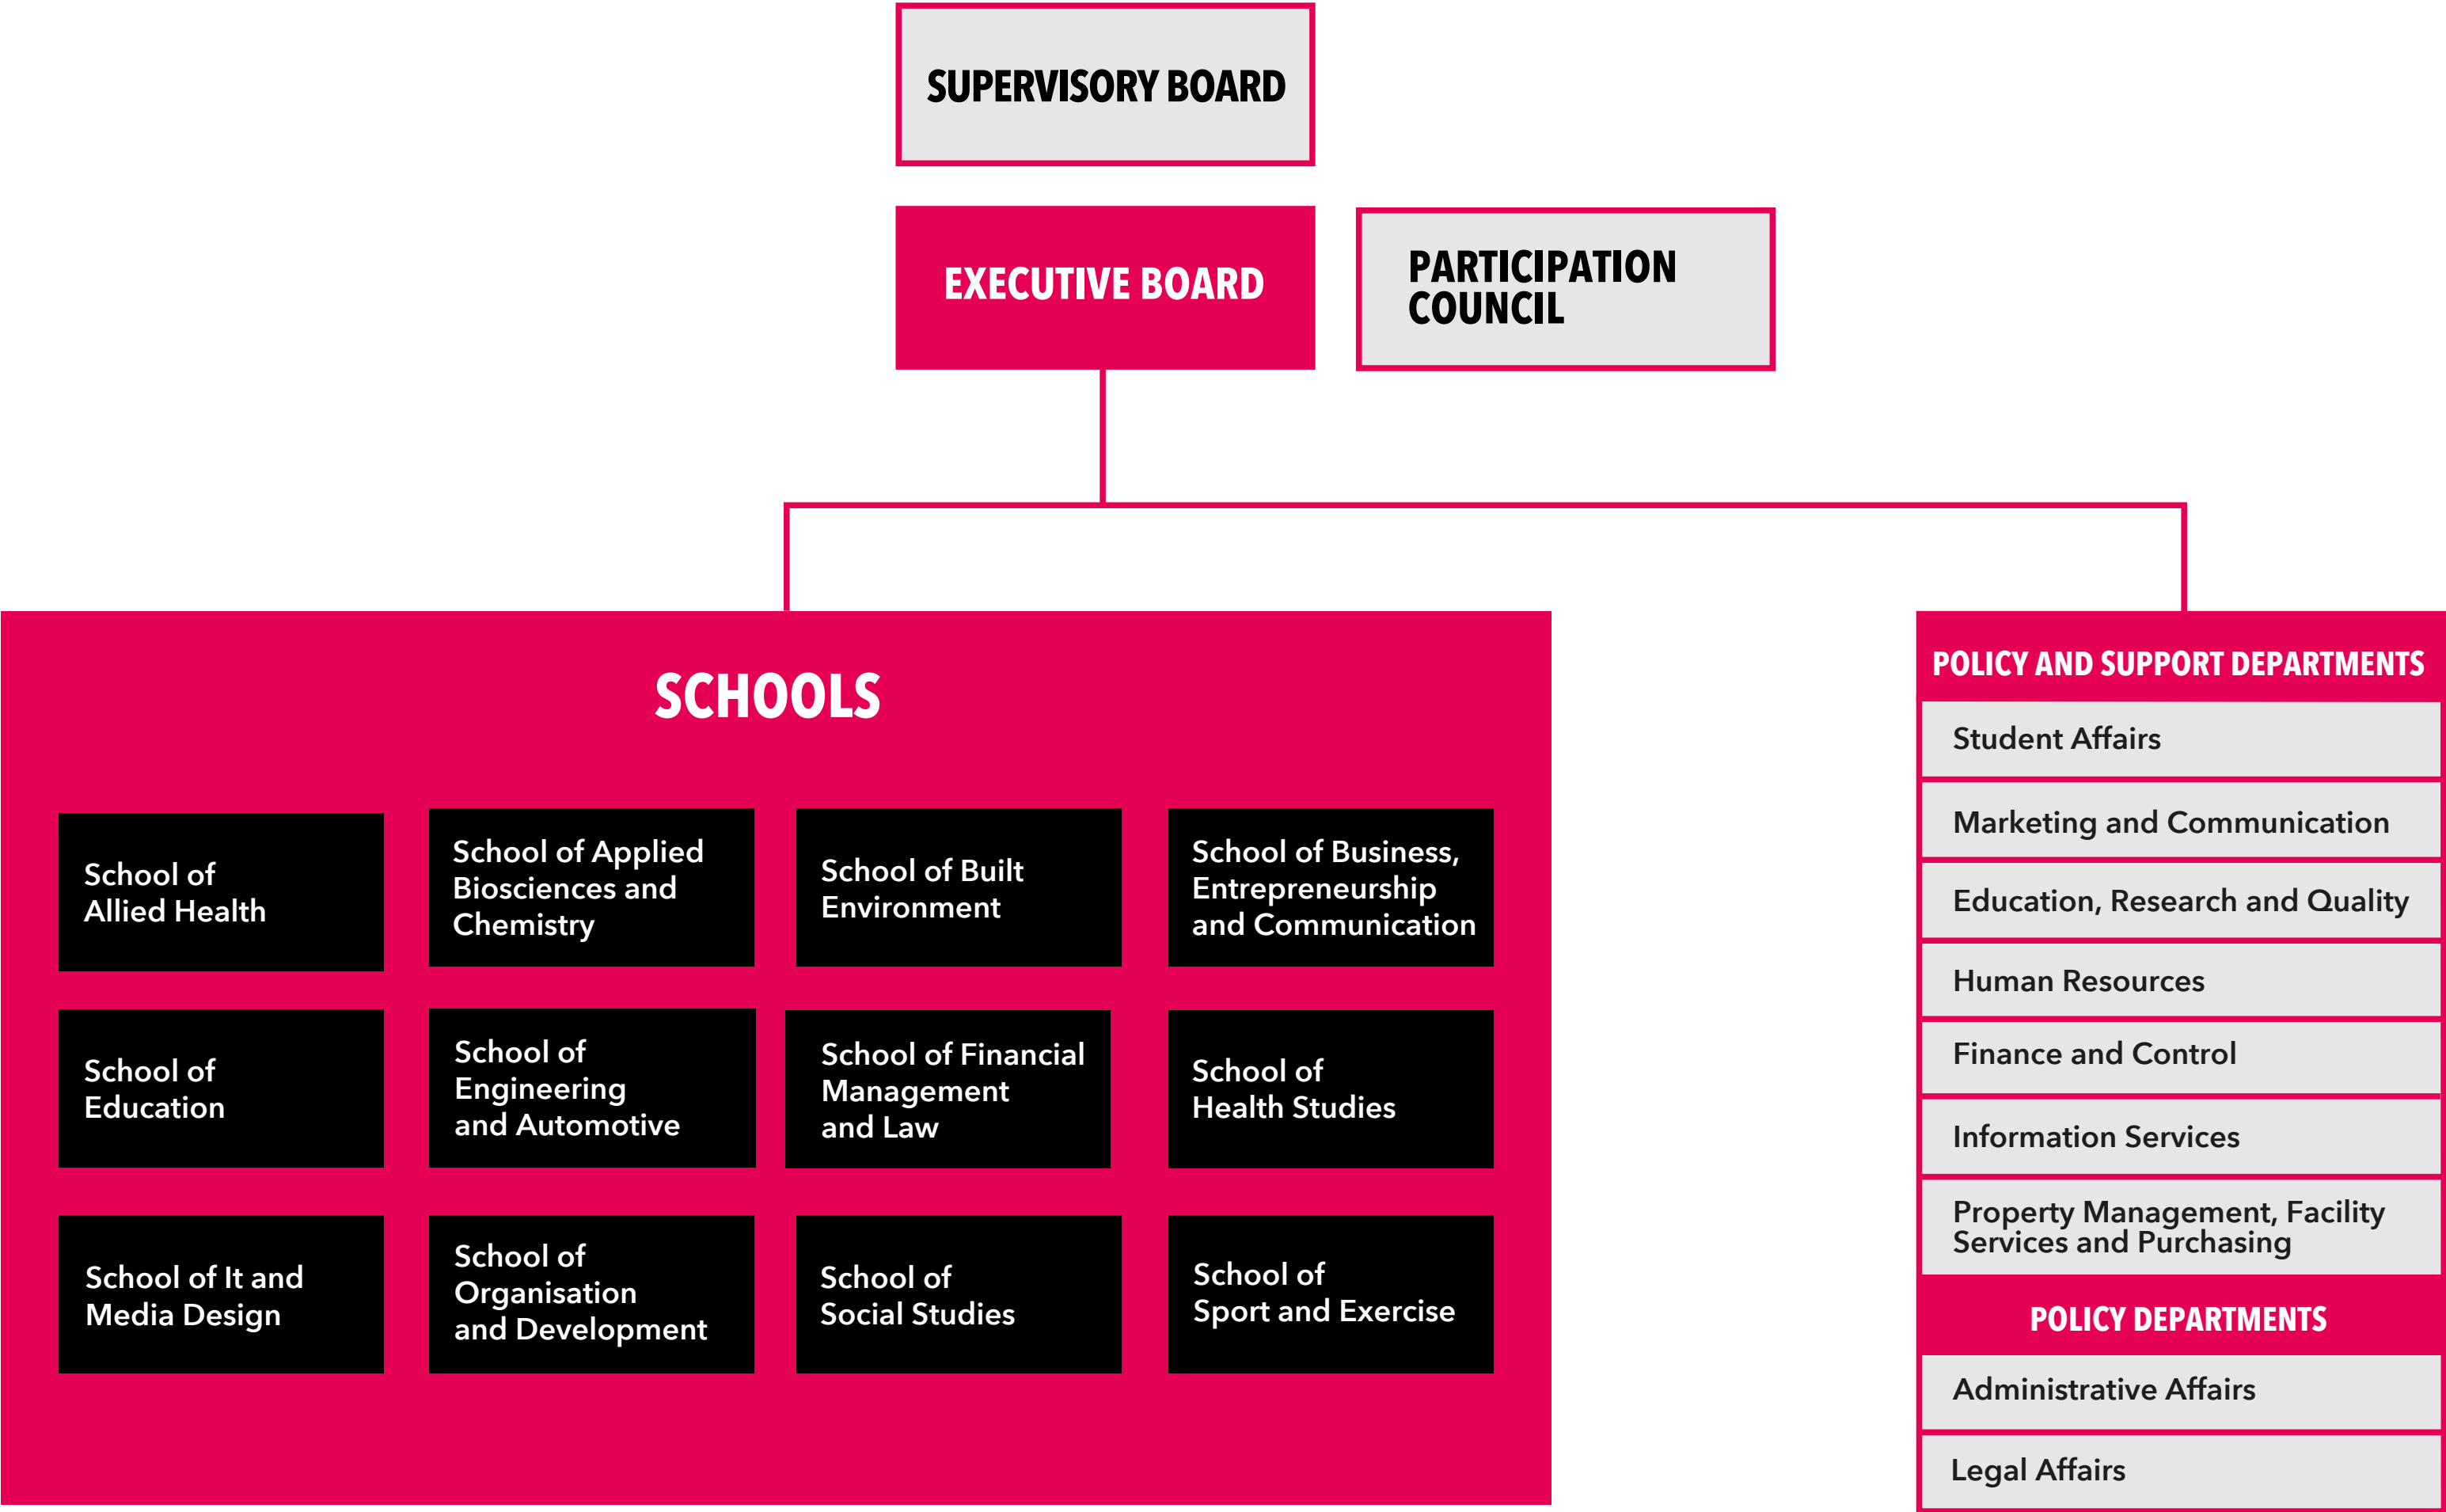 SUPERVISORY BOARD
EXECUTIVE BOARD
PARTICIPATION
COUNCIL
SCHOOLS
School of
Allied Health
School of Applied
Biosciences and
Chemistry
School of Built
Environment
School of Business,
Entrepreneurship
and Communication
School of
Education
School of
Engineering
and Automotive
School of Financial
Management
and Law
School of
Health Studies
School of It and
Media Design
School of
Organisation
and Development
School of
Social Studies
School of
Sport and Exercise
POLICY AND SUPPORT DEPARTMENTS
Student Affairs
Marketing and Communication
Education, Research and Quality
Human Resources
Finance and Control
Information Services
Property Management, Facility
Services and Purchasing
POLICY DEPARTMENTS
Administrative Affairs
Legal Affairs